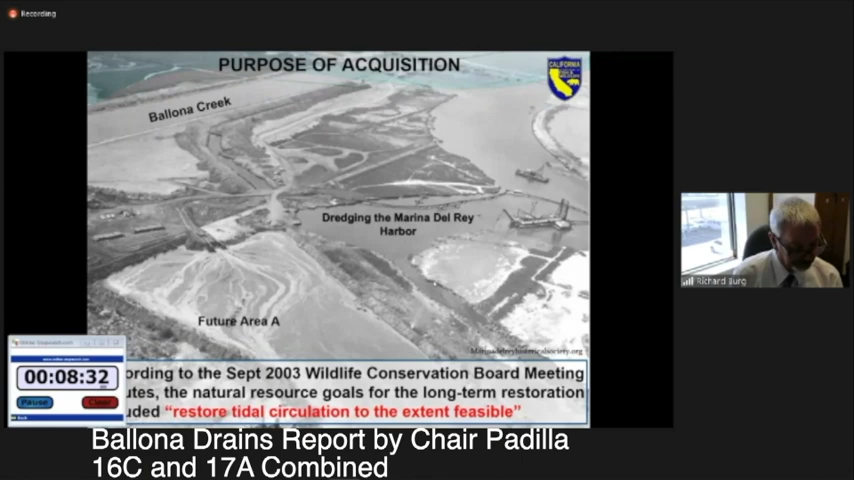 Recording
PURPOSE OF ACQUISITION
CALIFORNIA
Ballona Creek
Dredging the Marina Del Rey
Harbor
Future Area A
Marinadelreyhistoricalsociety.org
Richard Burg
00:08:32
Pause
Clear
ording to the Sept 2003 Wildlife Conservation Board Meeting
utes, the natural resource goals for the long-term restoration
uded “restore tidal circulation to the extent feasible”
Ballona Drains Report by Chair Padilla
16C and 17A Combined